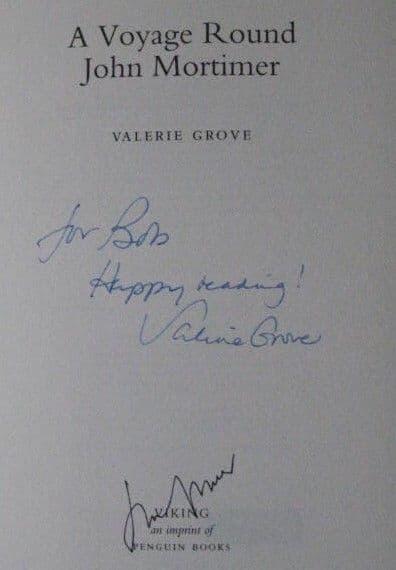 A Voyage Round
John Mortimer
VALERIE GROVE
for Bob
Happy reading!
Valerie Grove
VIKING
an imprint of
PENGUIN BOOKS